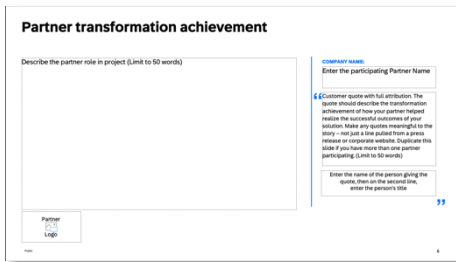 Partner transformation achievement
Describe the partner role in project (Limit to 50 words)
COMPANY NAME:
Enter the participating Partner Name
“Customer quote with full attribution. The
quote should describe the transformation
achievement of how your partner helped
realize the successful outcomes of your
solution. Make any quotes meaningful to the
story – not just a line pulled from a press
release or corporate website. Duplicate this
slide if you have more than one partner
participating. (Limit to 50 words)
Enter the name of the person giving the
quote, then on the second line,
enter the person's title
”
Partner
Logo
6